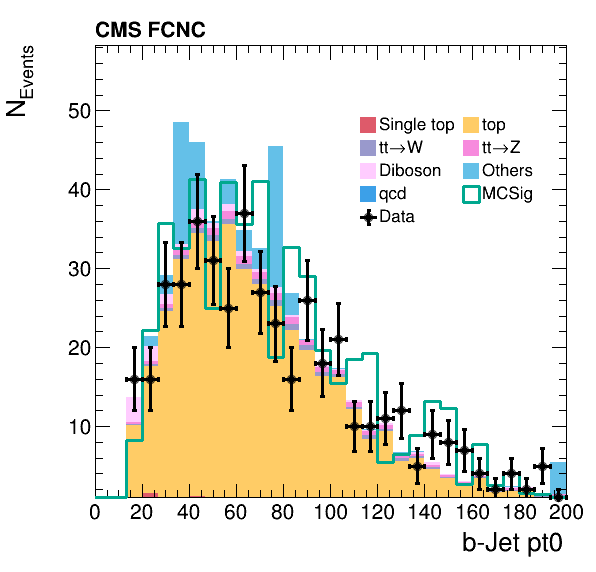 CMS FCNC
N_Events
50
40
30
20
10
Single top top
tt→W tt→Z
Diboson Others
qcd MCSig
Data
0 20 40 60 80 100 120 140 160 180 200
b-Jet pt0